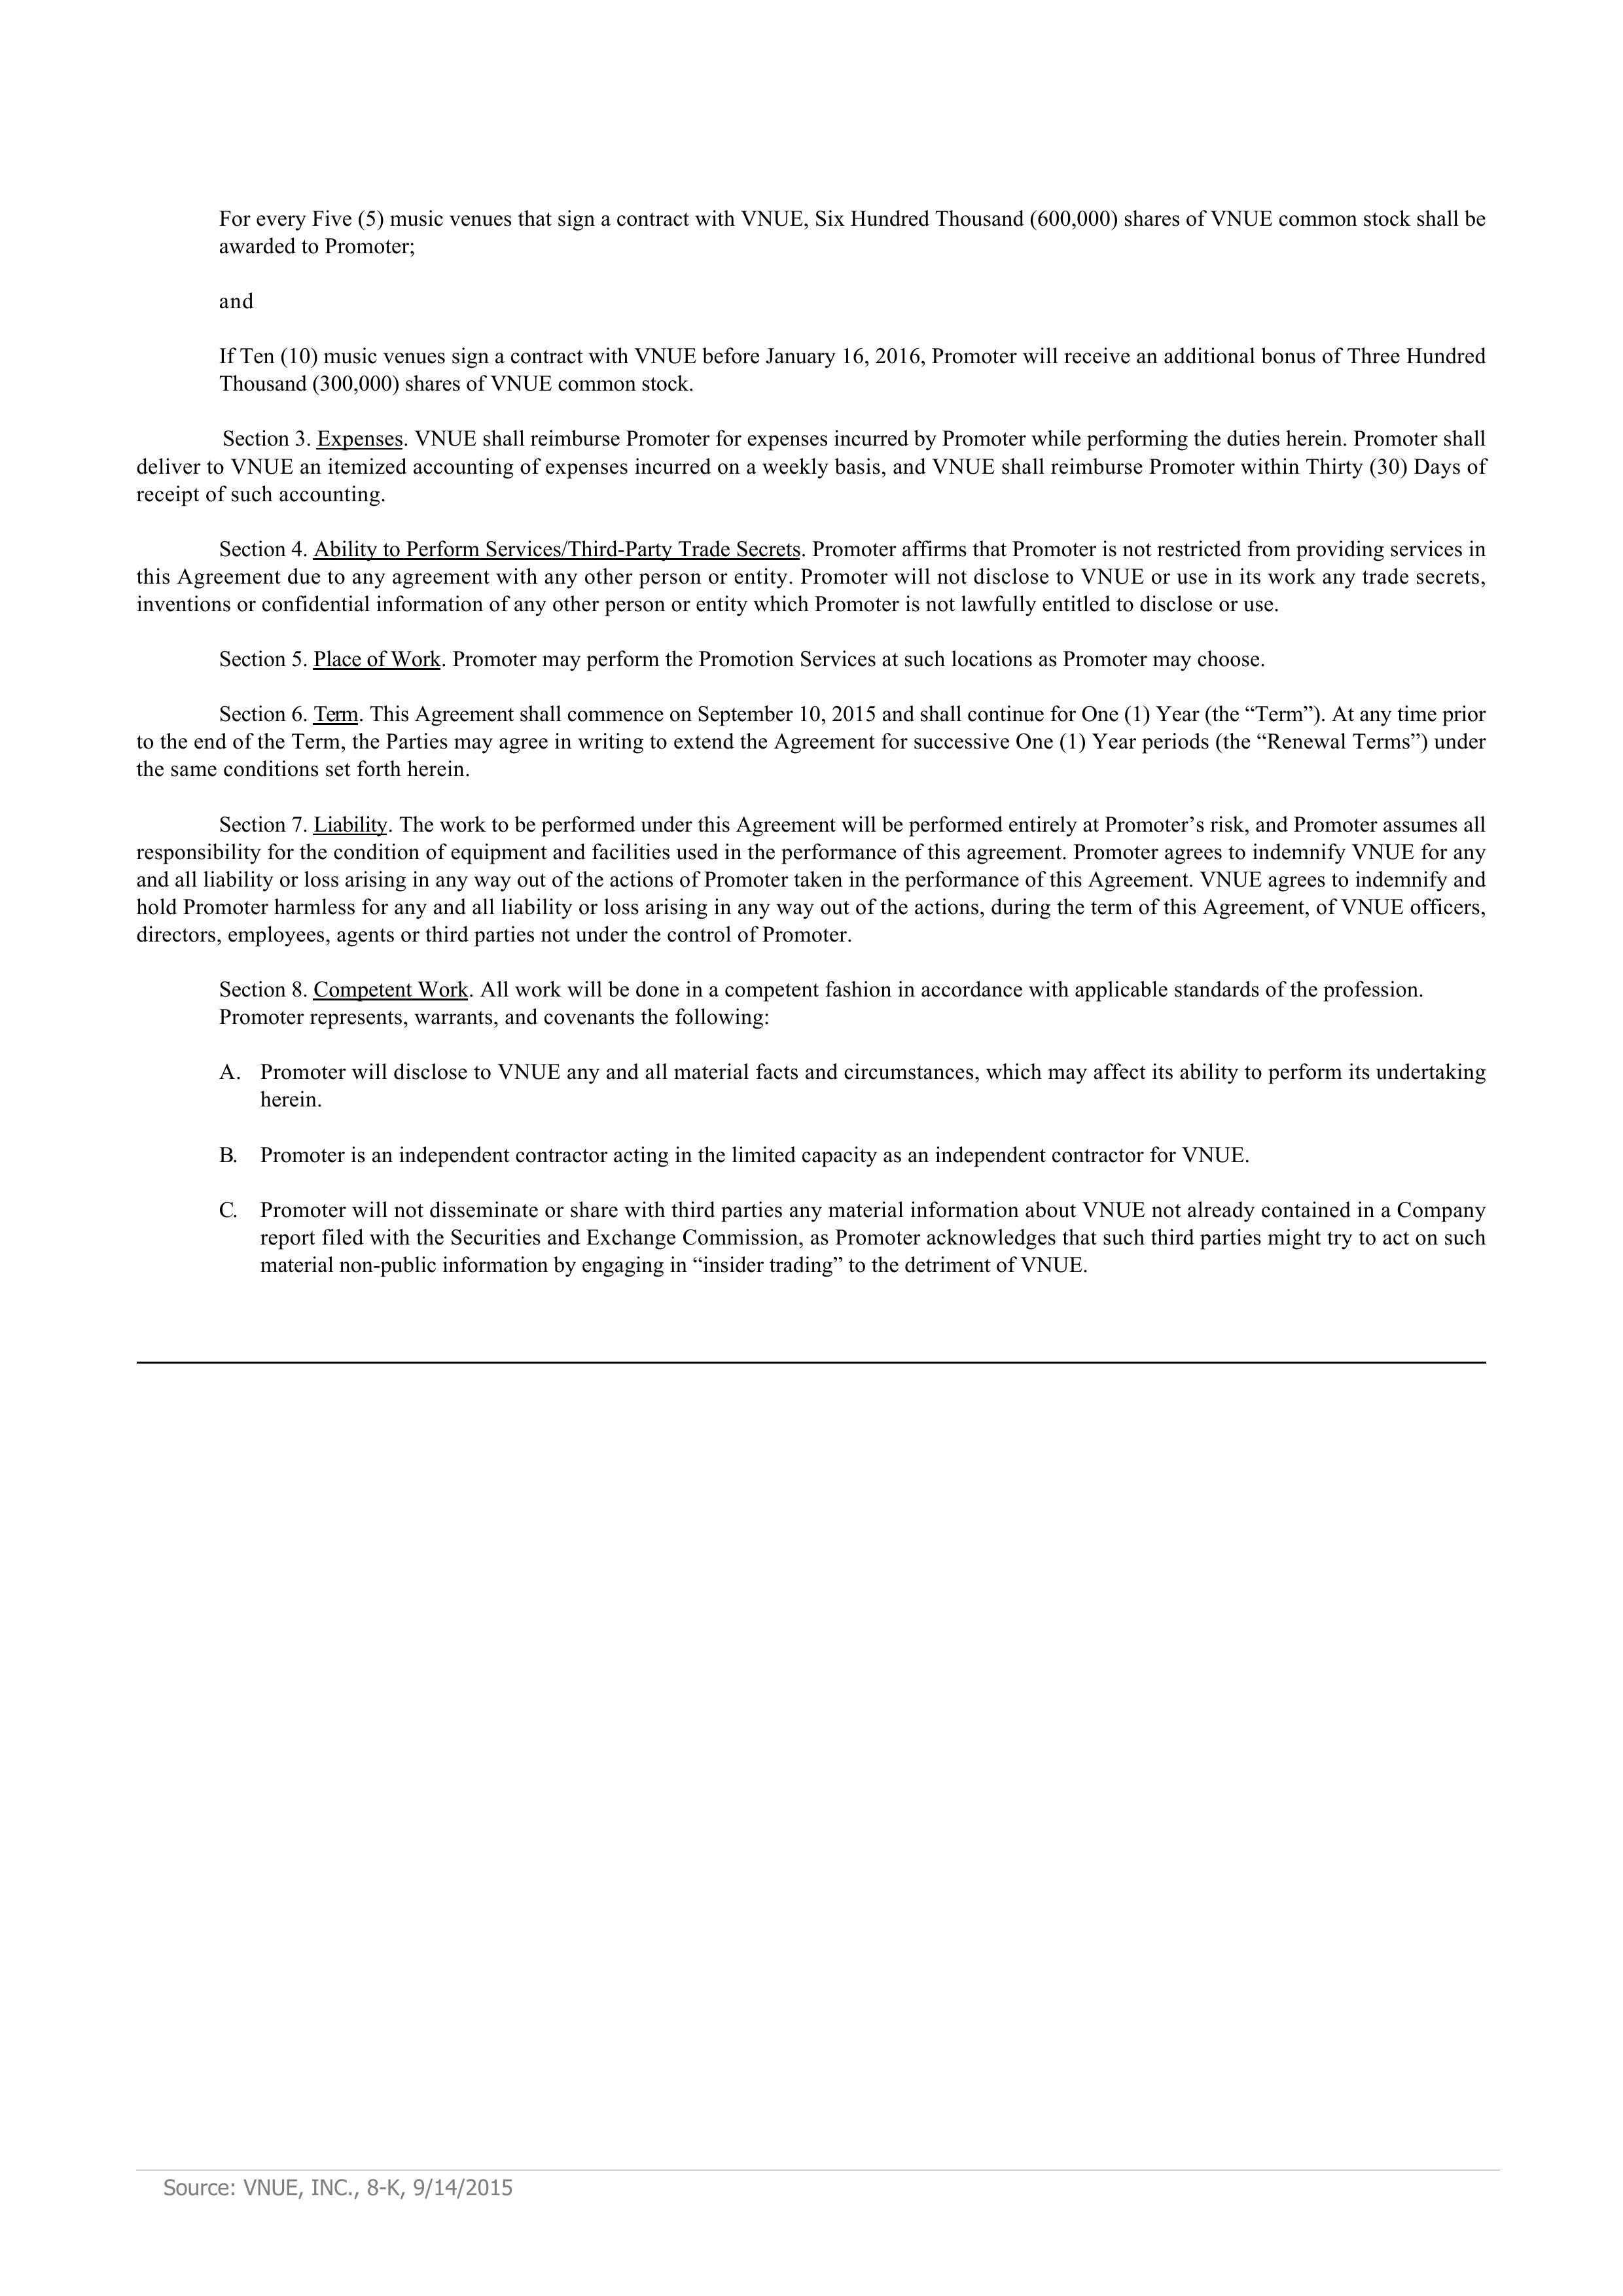 For every Five (5) music venues that sign a contract with VNUE, Six Hundred Thousand (600,000) shares of VNUE common stock shall be
awarded to Promoter;
and
If Ten (10) music venues sign a contract with VNUE before January 16, 2016, Promoter will receive an additional bonus of Three Hundred
Thousand (300,000) shares of VNUE common stock.
Section 3. Expenses. VNUE shall reimburse Promoter for expenses incurred by Promoter while performing the duties herein. Promoter shall
deliver to VNUE an itemized accounting of expenses incurred on a weekly basis, and VNUE shall reimburse Promoter within Thirty (30) Days of
receipt of such accounting.
Section 4. Ability to Perform Services/Third-Party Trade Secrets. Promoter affirms that Promoter is not restricted from providing services in
this Agreement due to any agreement with any other person or entity. Promoter will not disclose to VNUE or use in its work any trade secrets,
inventions or confidential information of any other person or entity which Promoter is not lawfully entitled to disclose or use.
Section 5. Place of Work. Promoter may perform the Promotion Services at such locations as Promoter may choose.
Section 6. Term. This Agreement shall commence on September 10, 2015 and shall continue for One (1) Year (the “Term”). At any time prior
to the end of the Term, the Parties may agree in writing to extend the Agreement for successive One (1) Year periods (the “Renewal Terms”) under
the same conditions set forth herein.
Section 7. Liability. The work to be performed under this Agreement will be performed entirely at Promoter’s risk, and Promoter assumes all
responsibility for the condition of equipment and facilities used in the performance of this agreement. Promoter agrees to indemnify VNUE for any
and all liability or loss arising in any way out of the actions of Promoter taken in the performance of this Agreement. VNUE agrees to indemnify and
hold Promoter harmless for any and all liability or loss arising in any way out of the actions, during the term of this Agreement, of VNUE officers,
directors, employees, agents or third parties not under the control of Promoter.
Section 8. Competent Work. All work will be done in a competent fashion in accordance with applicable standards of the profession.
Promoter represents, warrants, and covenants the following:
A. Promoter will disclose to VNUE any and all material facts and circumstances, which may affect its ability to perform its undertaking
herein.
B. Promoter is an independent contractor acting in the limited capacity as an independent contractor for VNUE.
C. Promoter will not disseminate or share with third parties any material information about VNUE not already contained in a Company
report filed with the Securities and Exchange Commission, as Promoter acknowledges that such third parties might try to act on such
material non-public information by engaging in “insider trading” to the detriment of VNUE.
Source: VNUE, INC., 8-K, 9/14/2015